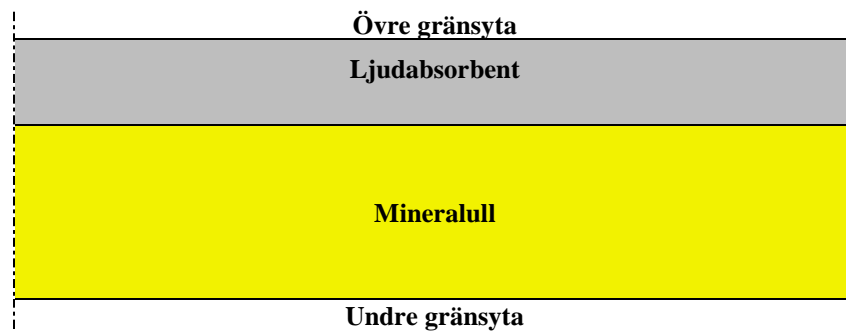 Övre gränsyta
Ljudabsorbent
Mineralull
Undre gränsyta